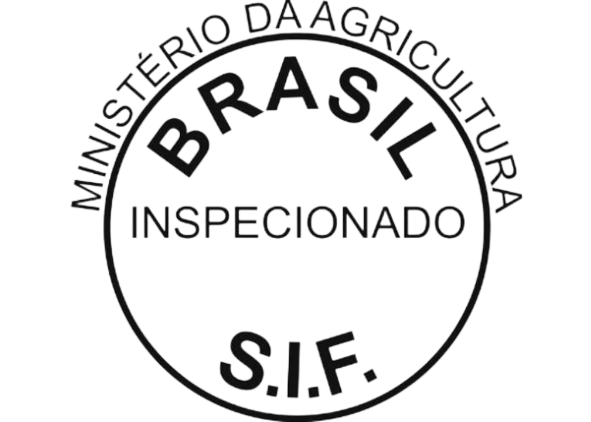 MINISTÉRIO DA AGRICULTURA
BRASIL
INSPECIONADO
S.I.F.